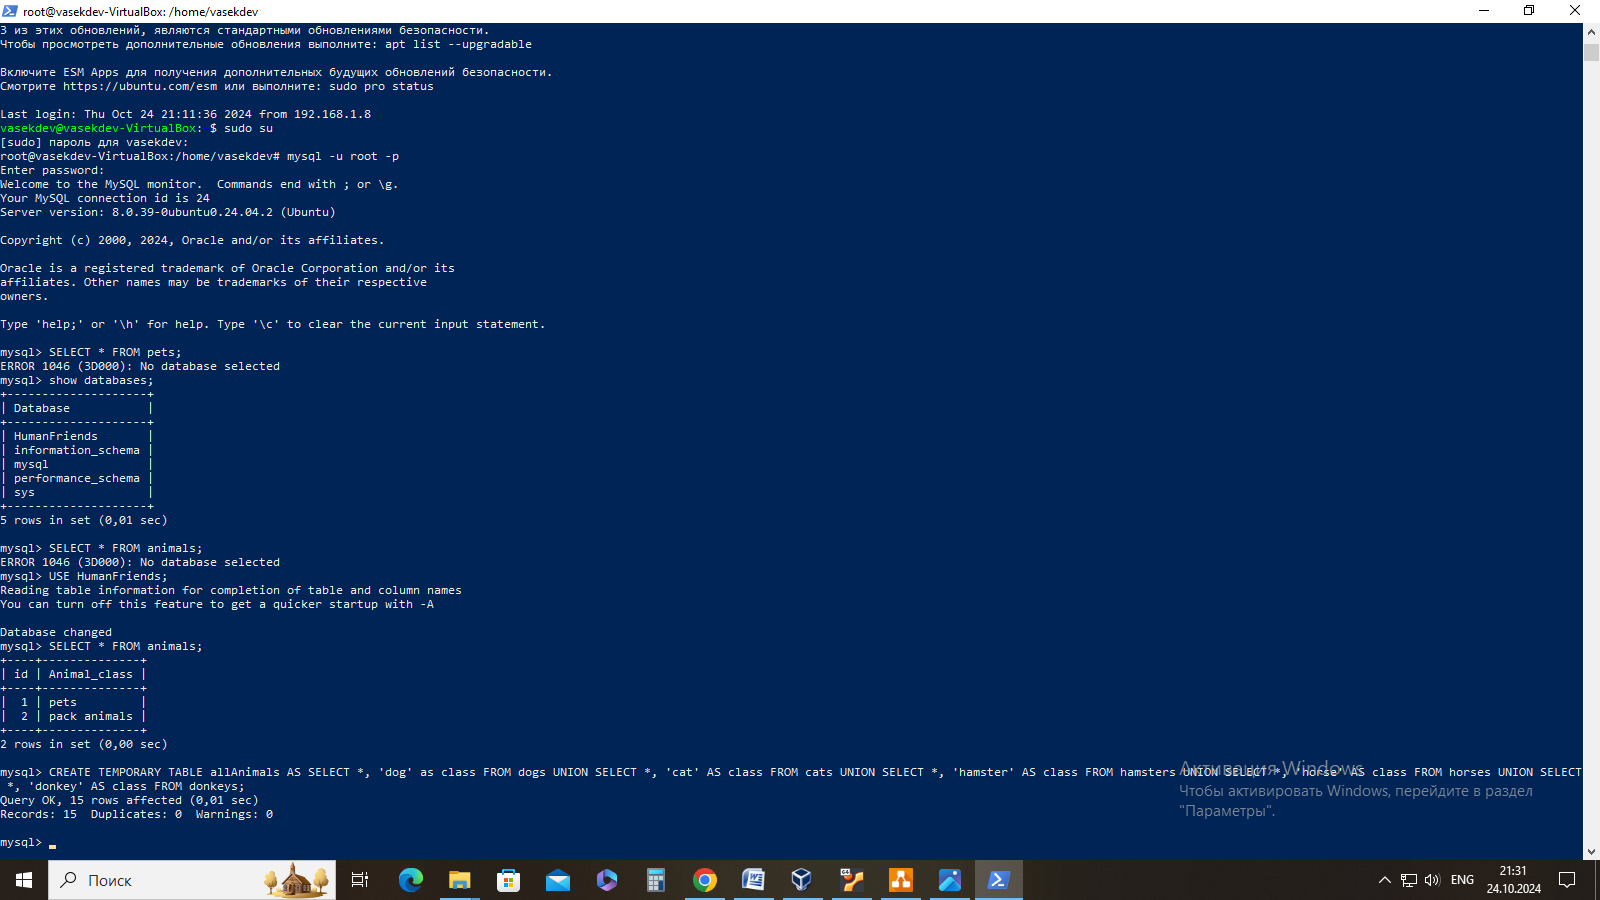 root@vasekdev-VirtualBox: /home/vasekdev
3 из этих обновлений, являются стандартными обновлениями безопасности.
Чтобы просмотреть дополнительные обновления выполните: apt list --upgradable
Включите ESM Apps для получения дополнительных будущих обновлений безопасности.
Смотрите https://ubuntu.com/esm или выполните: sudo pro status
Last login: Thu Oct 24 21:11:36 2024 from 192.168.1.8
vasekdev@vasekdev-VirtualBox: $ sudo su
[sudo] пароль для vasekdev:
root@vasekdev-VirtualBox:/home/vasekdev# mysql -u root -p
Enter password:
Welcome to the MySQL monitor.  Commands end with ; or \g.
Your MySQL connection id is 24
Server version: 8.0.39-0ubuntu0.24.04.2 (Ubuntu)
Copyright (c) 2000, 2024, Oracle and/or its affiliates.
Oracle is a registered trademark of Oracle Corporation and/or its
affiliates. Other names may be trademarks of their respective
owners.
Type 'help;' or '\h' for help. Type '\c' to clear the current input statement.
mysql> SELECT * FROM pets;
ERROR 1046 (3D000): No database selected
mysql> show databases;
+--------------------+
| Database           |
+--------------------+
| HumanFriends       |
| information_schema |
| mysql              |
| performance_schema |
| sys                |
+--------------------+
5 rows in set (0,01 sec)
mysql> SELECT * FROM animals;
ERROR 1046 (3D000): No database selected
mysql> USE HumanFriends;
Reading table information for completion of table and column names
You can turn off this feature to get a quicker startup with -A
Database changed
mysql> SELECT * FROM animals;
+----+--------------+
| id | Animal_class |
+----+--------------+
|  1 | pets         |
|  2 | pack animals |
+----+--------------+
2 rows in set (0,00 sec)
mysql> CREATE TEMPORARY TABLE allAnimals AS SELECT *, 'dog' as class FROM dogs UNION SELECT *, 'cat' AS class FROM cats UNION SELECT *, 'hamster' AS class FROM hamsters UNION SELECT *, 'horse' AS class FROM horses UNION SELECT
 *, 'donkey' AS class FROM donkeys;
Query OK, 15 rows affected (0,01 sec)
Records: 15  Duplicates: 0  Warnings: 0
mysql>
Активация Windows
Чтобы активировать Windows, перейдите в раздел
"Параметры".
Поиск
ENG
21:31
24.10.2024